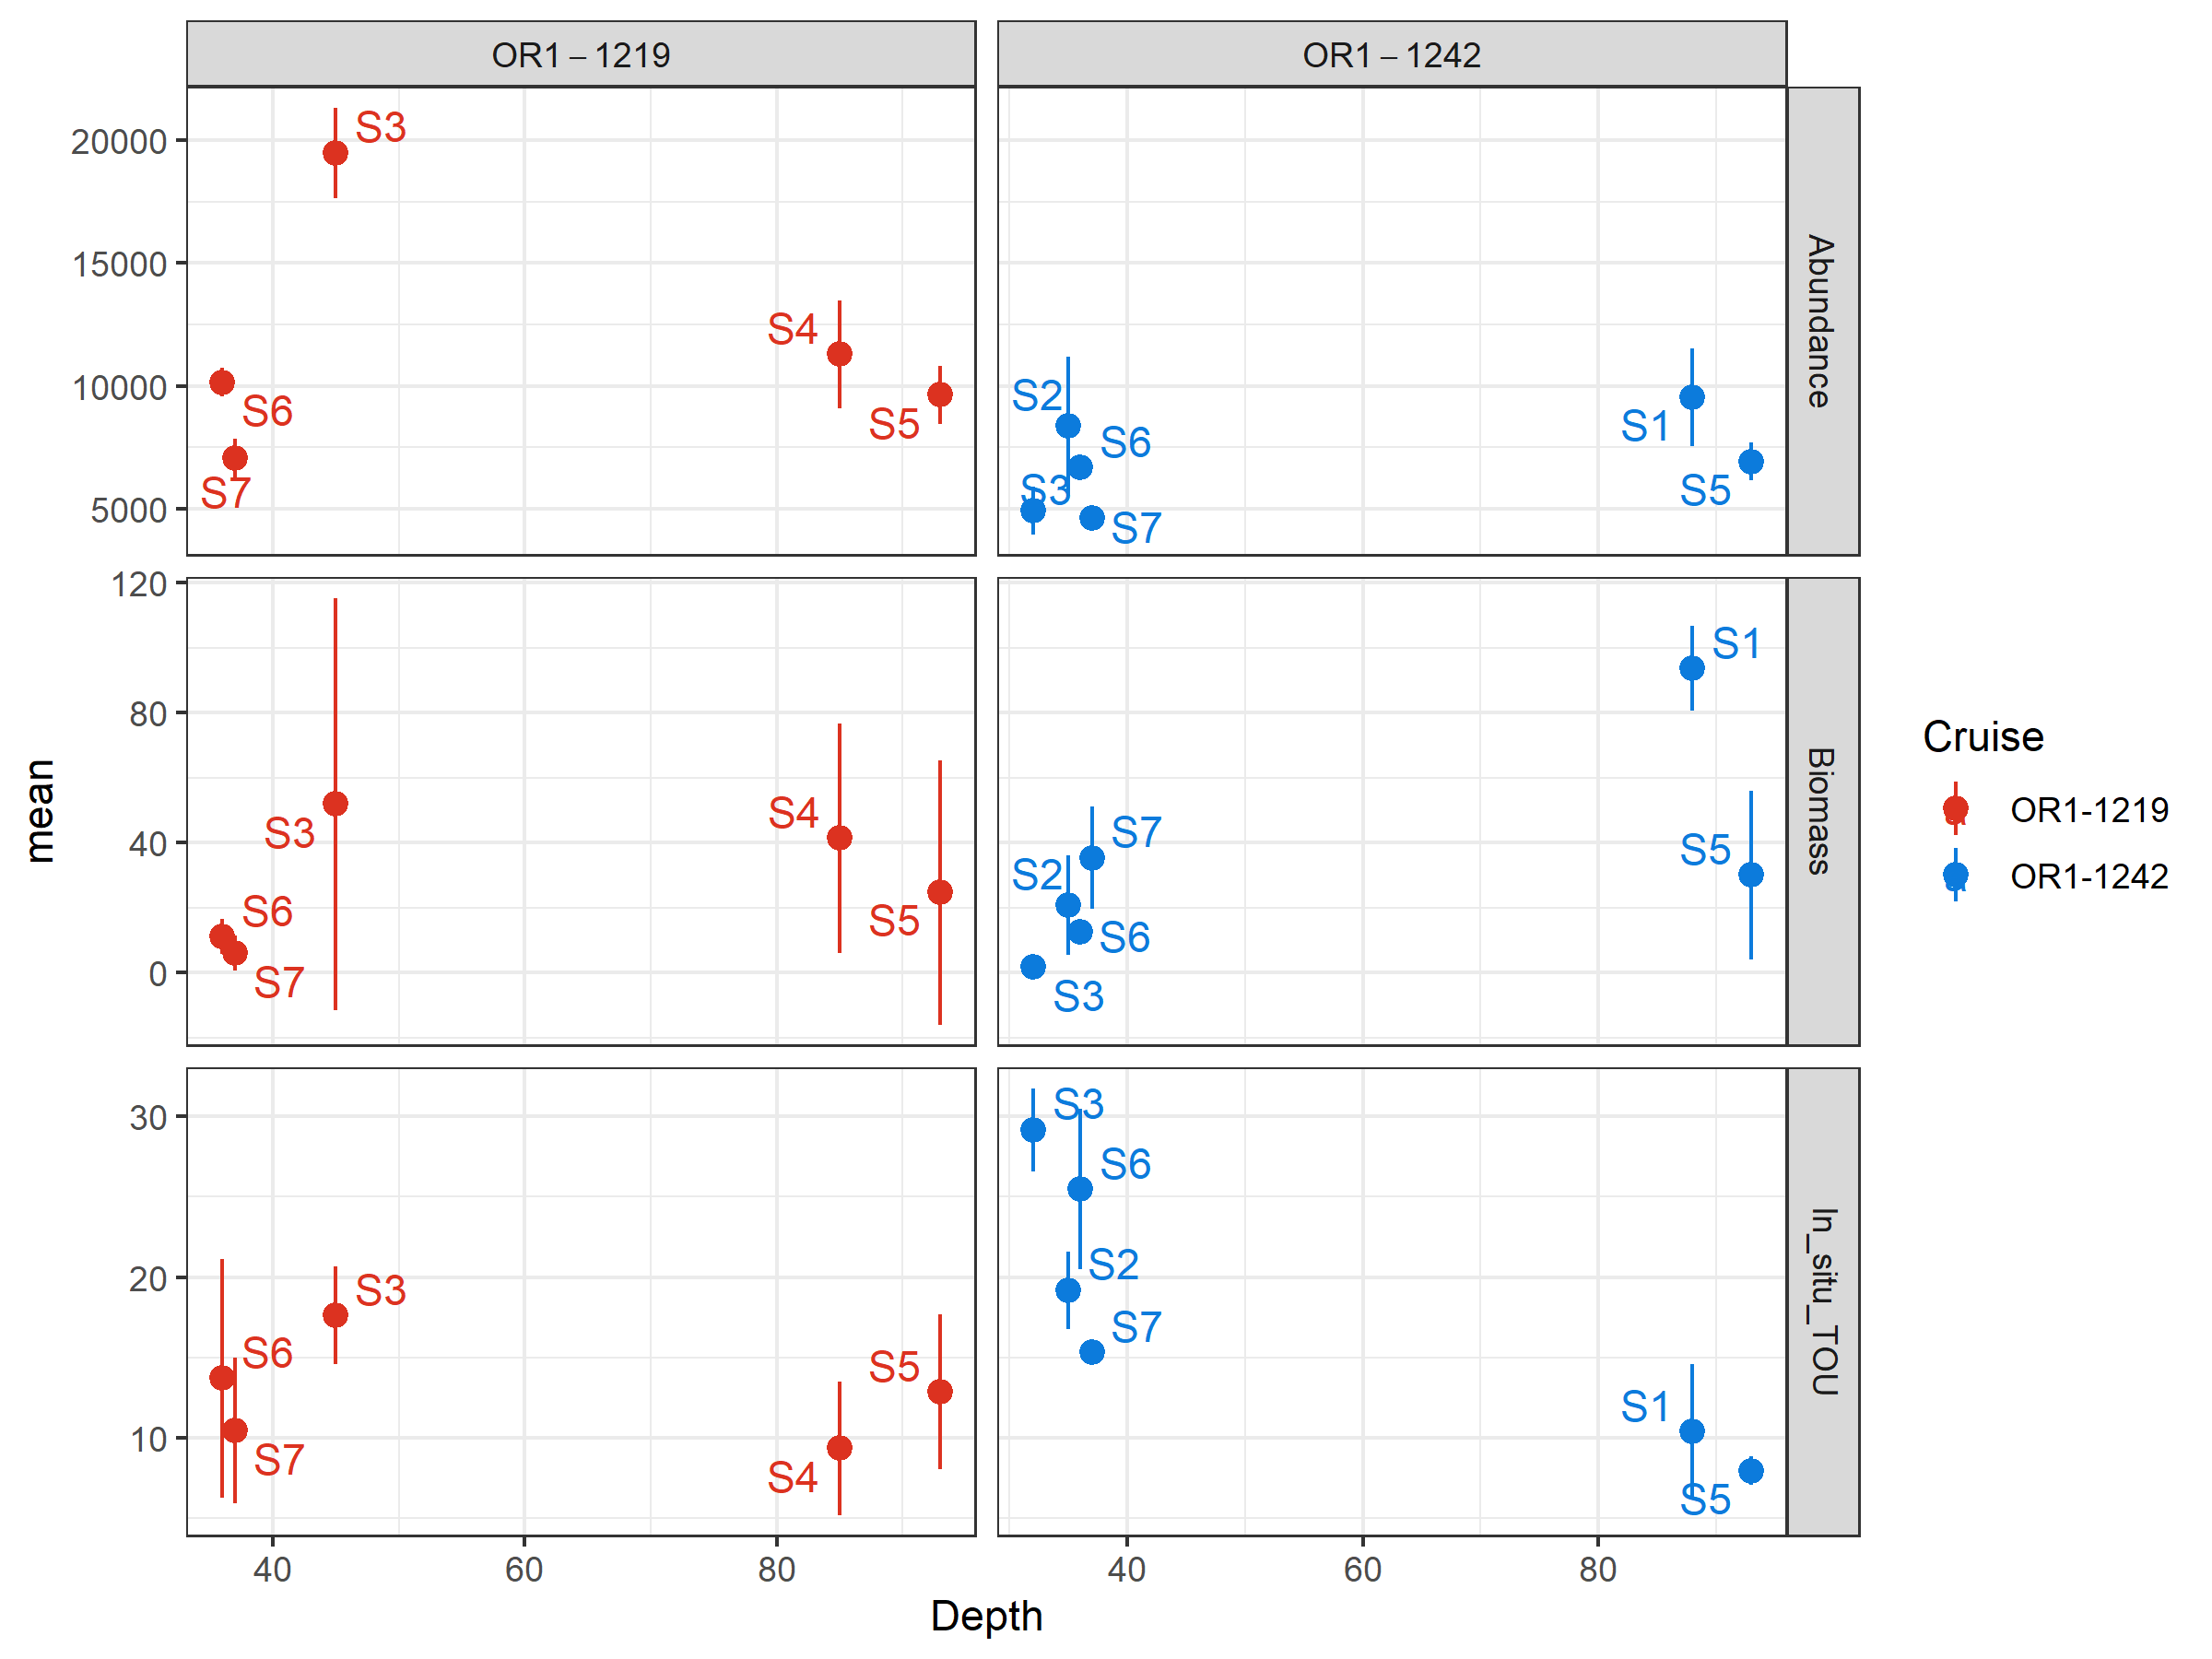 OR1 – 1219
OR1 – 1242
20000
15000
10000
5000
S3
S4
S6
S5
S7
S2
S6
S3
S7
S1
S5
Abundance
120
80
40
0
S3
S4
S6
S5
S7
S1
S7
S2
S5
S6
S3
Biomass
30
20
10
S3
S6
S5
S7
S4
S3
S6
S2
S7
S1
S5
In_situ_TOU
40
60
80
40
60
80
Depth
mean
Cruise
OR1-1219
OR1-1242